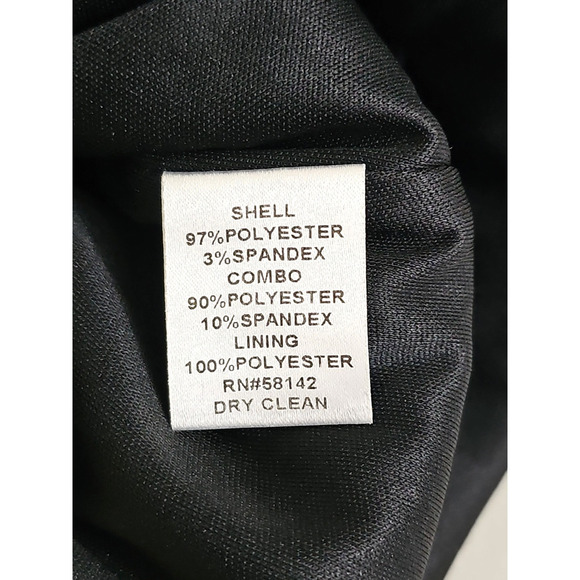 SHELL
97%POLYESTER
3%SPANDEX
COMBO
90%POLYESTER
10%SPANDEX
LINING
100%POLYESTER
RN#58142
DRY CLEAN